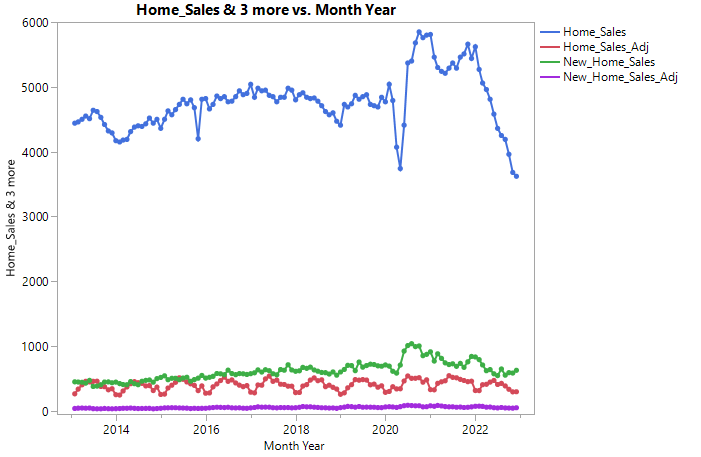 Home_Sales & 3 more vs. Month Year
Home_Sales
Home_Sales_Adj
New_Home_Sales
New_Home_Sales_Adj
Home_Sales & 3 more
6000
5000
4000
3000
2000
1000
0
2014
2016
2018
2020
2022
Month Year